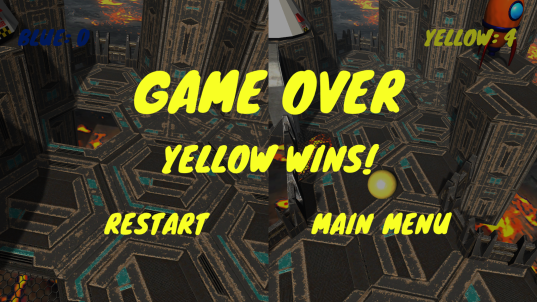 BLUE: 0
YELLOW: 4
GAME OVER
YELLOW WINS!
RESTART
MAIN MENU